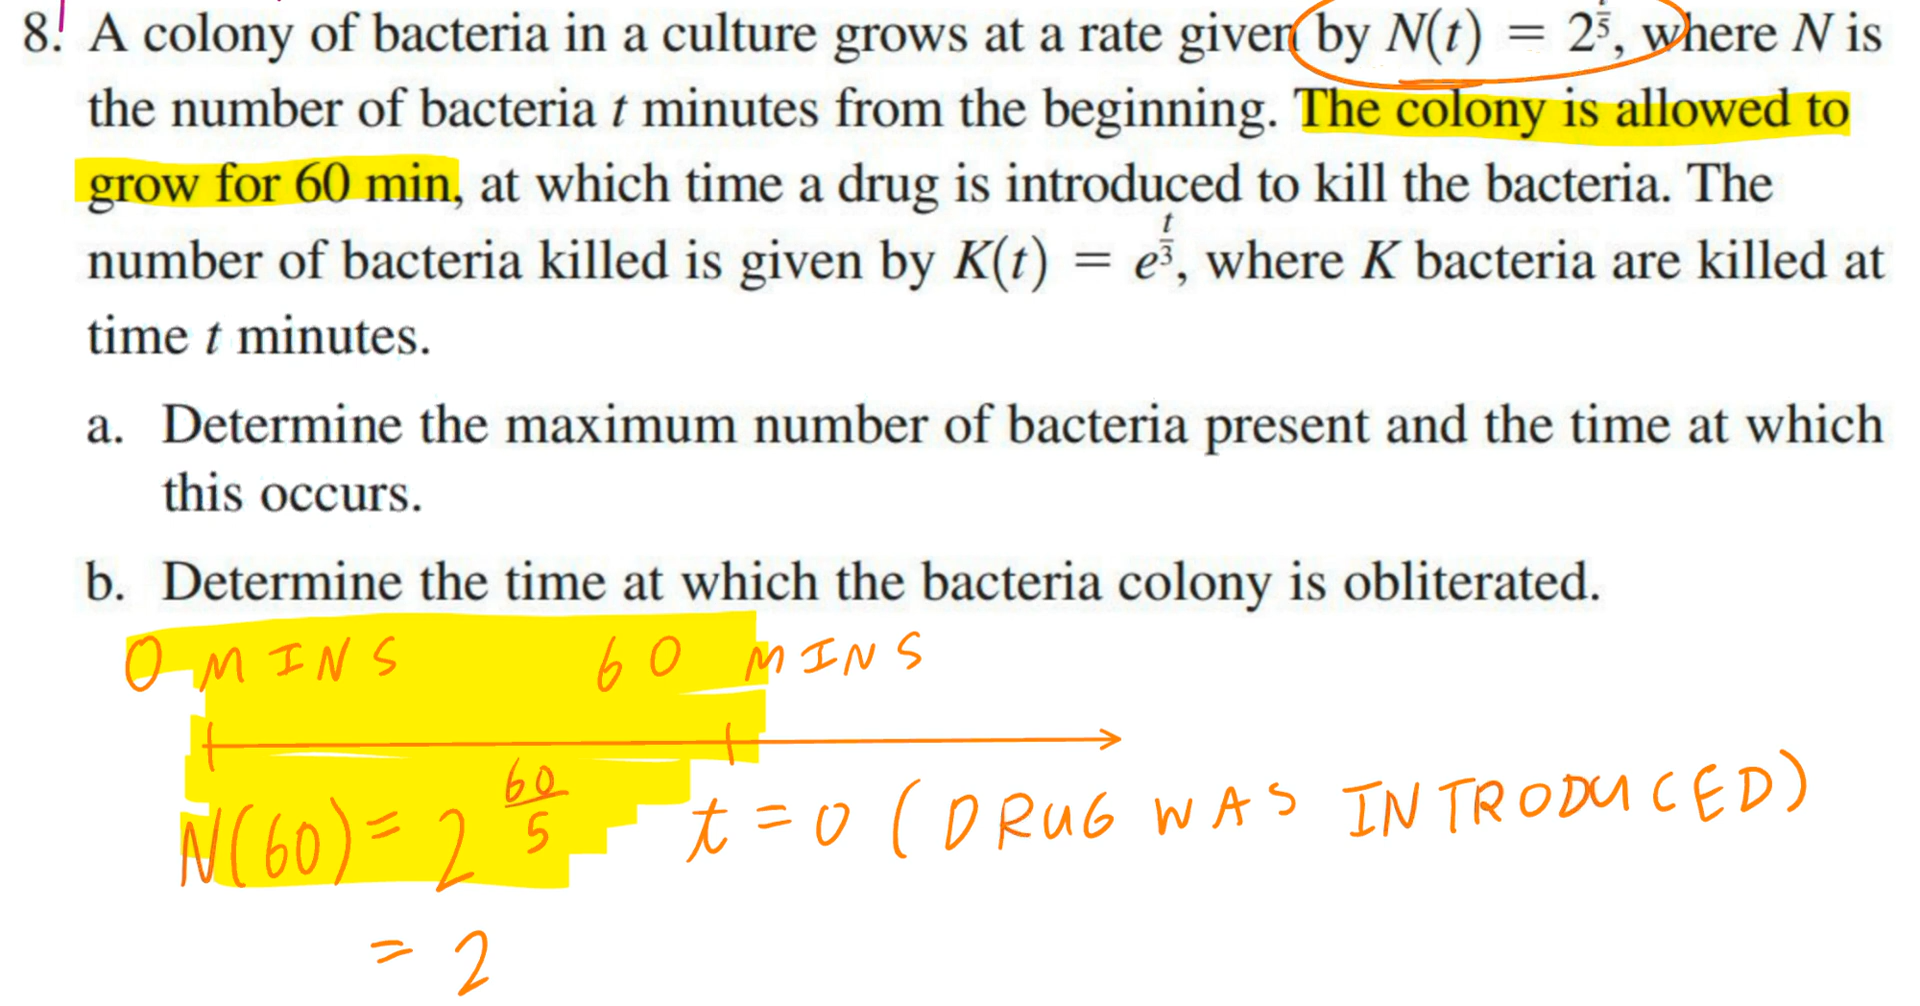 8. A colony of bacteria in a culture grows at a rate given by N(t) = 2^{t/5}, where N is
the number of bacteria t minutes from the beginning. The colony is allowed to
grow for 60 min, at which time a drug is introduced to kill the bacteria. The
number of bacteria killed is given by K(t) = e^{t/3}, where K bacteria are killed at
time t minutes.
a. Determine the maximum number of bacteria present and the time at which
this occurs.
b. Determine the time at which the bacteria colony is obliterated.
0 MINS 60 MINS
N(60) = 2^{60/5} t = 0 (DRUG WAS INTRODUCED)
= 2